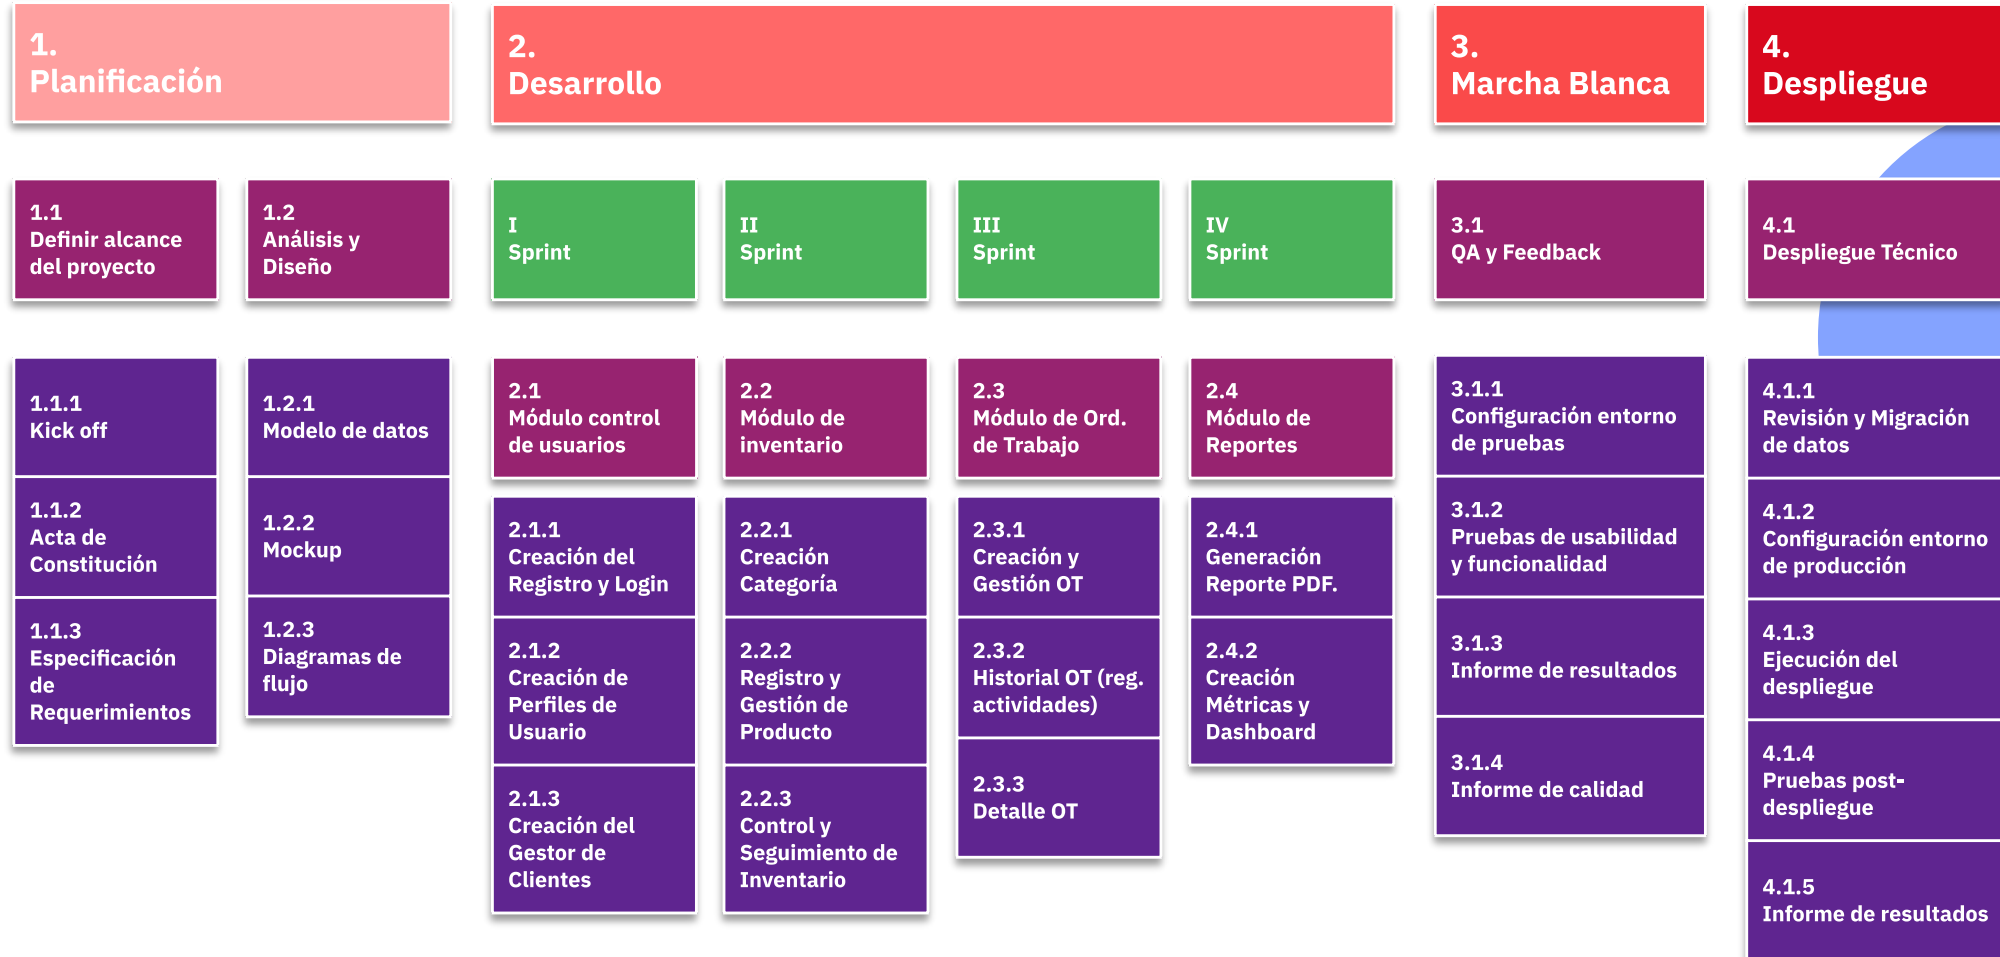 1.
Planificación
2.
Desarrollo
3.
Marcha Blanca
4.
Despliegue
1.1
Definir alcance
del proyecto
1.2
Análisis y
Diseño
I
Sprint
II
Sprint
III
Sprint
IV
Sprint
3.1
QA y Feedback
4.1
Despliegue Técnico
1.1.1
Kick off
1.1.2
Acta de
Constitución
1.1.3
Especificación
de
Requerimientos
1.2.1
Modelo de datos
1.2.2
Mockup
1.2.3
Diagramas de
flujo
2.1
Módulo control
de usuarios
2.1.1
Creación del
Registro y Login
2.1.2
Creación de
Perfiles de
Usuario
2.1.3
Creación del
Gestor de
Clientes
2.2
Módulo de
inventario
2.2.1
Creación
Categoría
2.2.2
Registro y
Gestión de
Producto
2.2.3
Control y
Seguimiento de
Inventario
2.3
Módulo de Ord.
de Trabajo
2.3.1
Creación y
Gestión OT
2.3.2
Historial OT (reg.
actividades)
2.3.3
Detalle OT
2.4
Módulo de
Reportes
2.4.1
Generación
Reporte PDF.
2.4.2
Creación
Métricas y
Dashboard
3.1.1
Configuración entorno
de pruebas
3.1.2
Pruebas de usabilidad
y funcionalidad
3.1.3
Informe de resultados
3.1.4
Informe de calidad
4.1.1
Revisión y Migración
de datos
4.1.2
Configuración entorno
de producción
4.1.3
Ejecución del
despliegue
4.1.4
Pruebas post-
despliegue
4.1.5
Informe de resultados